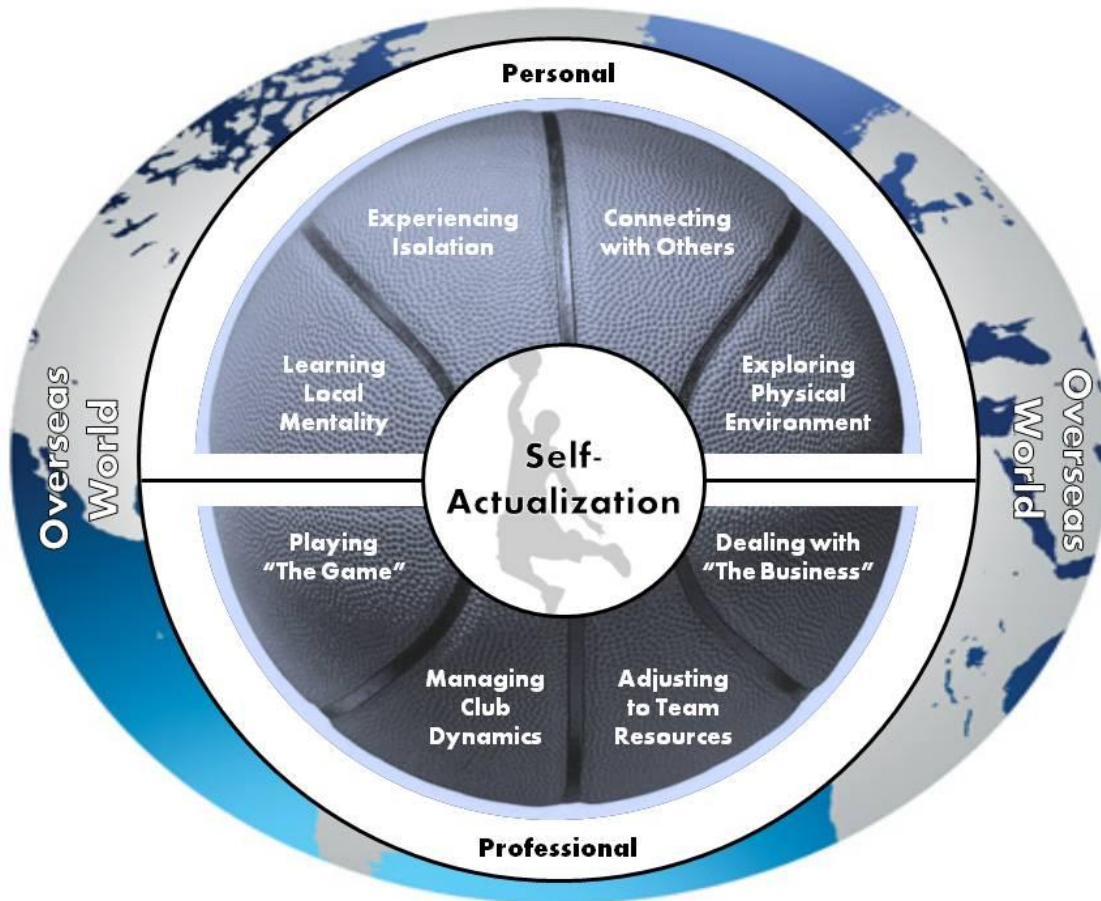 Personal
Experiencing
Isolation
Connecting
with Others
Learning
Local
Mentality
Exploring
Physical
Environment
Overseas
World
Self-
Actualization
Overseas
World
Playing
“The Game”
Dealing with
“The Business”
Managing
Club
Dynamics
Adjusting
to Team
Resources
Professional